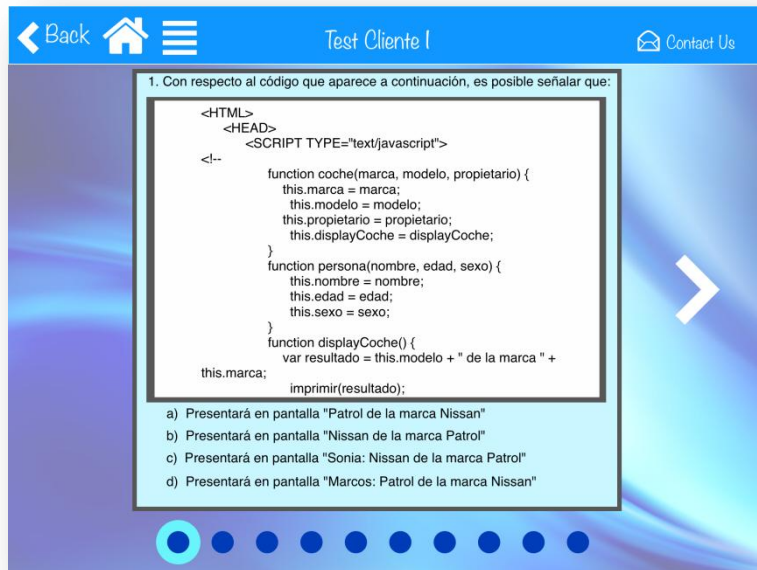 Back
Test Cliente I
Contact Us
1. Con respecto al código que aparece a continuación, es posible señalar que:
<HTML>
<HEAD>
<SCRIPT TYPE="text/javascript">
<!--
function coche(marca, modelo, propietario) {
this.marca = marca;
this.modelo = modelo;
this.propietario = propietario;
this.displayCoche = displayCoche;
}
function persona(nombre, edad, sexo) {
this.nombre = nombre;
this.edad = edad;
this.sexo = sexo;
}
function displayCoche() {
var resultado = this.modelo + " de la marca " +
this.marca;
imprimir(resultado);
a) Presentará en pantalla "Patrol de la marca Nissan"
b) Presentará en pantalla "Nissan de la marca Patrol"
c) Presentará en pantalla "Sonia: Nissan de la marca Patrol"
d) Presentará en pantalla "Marcos: Patrol de la marca Nissan"